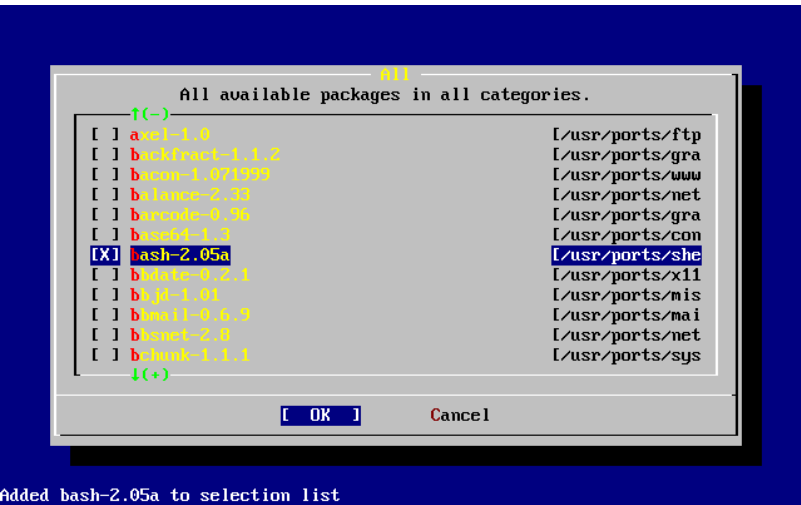 All
All available packages in all categories.
↑(-)
[ ] axel-1.0 [/usr/ports/ftp
[ ] backfract-1.1.2 [/usr/ports/gra
[ ] bacon-1.071999 [/usr/ports/www
[ ] balance-2.33 [/usr/ports/net
[ ] barcode-0.96 [/usr/ports/gra
[ ] base64-1.3 [/usr/ports/con
[X] bash-2.05a [/usr/ports/she
[ ] bbdate-0.2.1 [/usr/ports/x11
[ ] bbjd-1.01 [/usr/ports/mis
[ ] bbmail-0.6.9 [/usr/ports/mai
[ ] bbsnet-2.8 [/usr/ports/net
[ ] bchunk-1.1.1 [/usr/ports/sys
↓(+)
[ OK ] Cancel
Added bash-2.05a to selection list